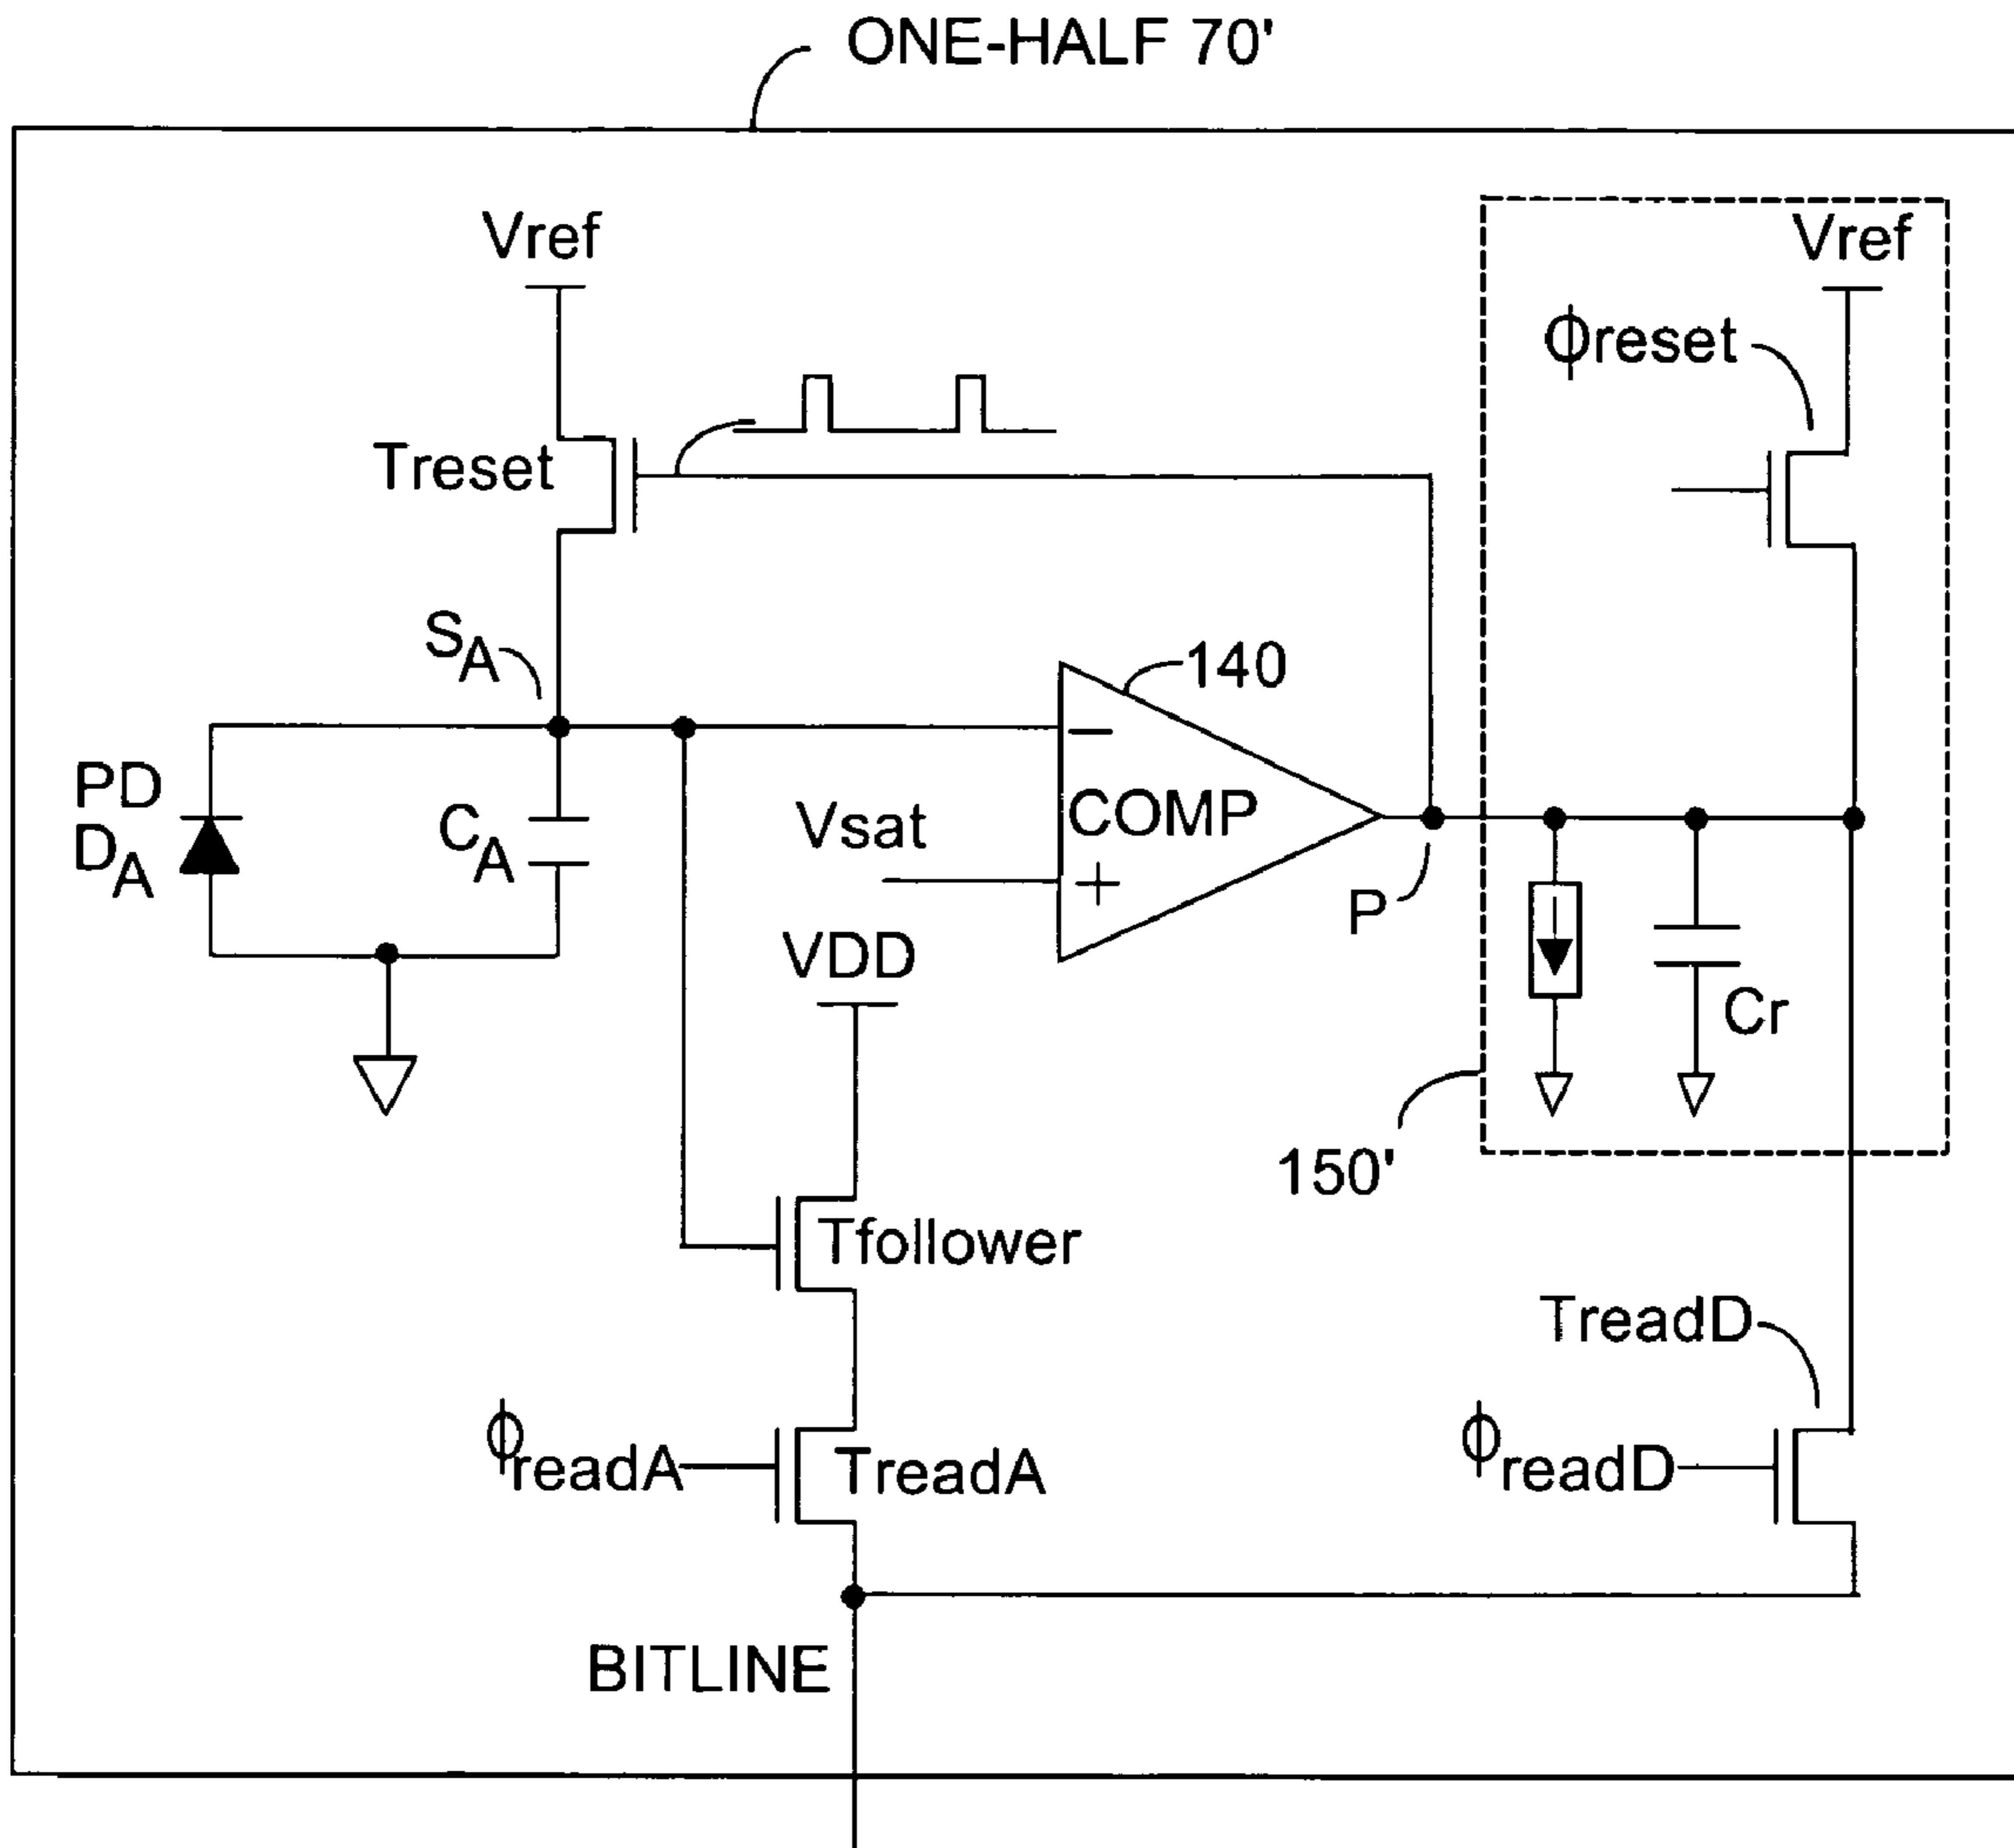 ONE-HALF 70'
Vref
Vref
ϕreset
Treset
SA
140
PD
DA
CA
Vsat
−
COMP
+
P
VDD
Cr
150'
Tfollower
TreadD
ϕreadA
TreadA
ϕreadD
BITLINE